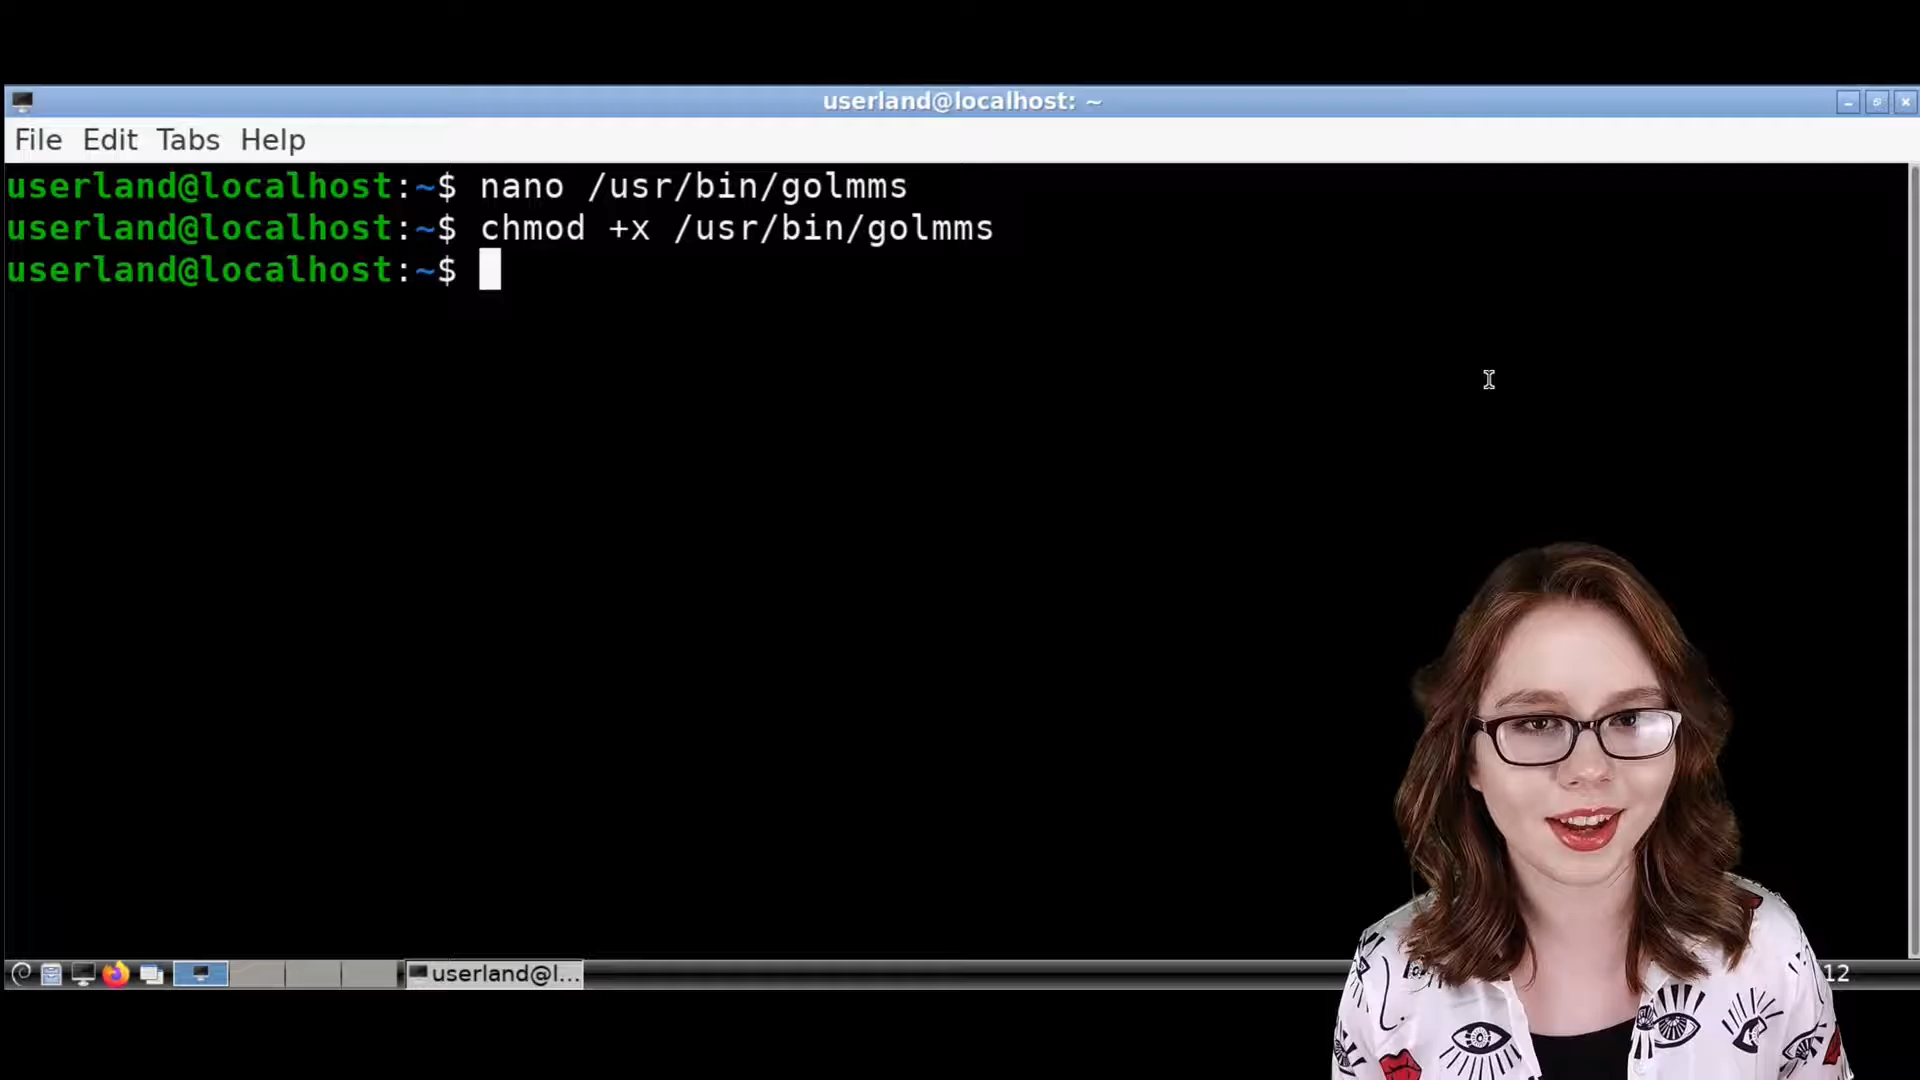 userland@localhost: ~
File Edit Tabs Help
userland@localhost:~$ nano /usr/bin/golmms
userland@localhost:~$ chmod +x /usr/bin/golmms
userland@localhost:~$
userland@l...
12